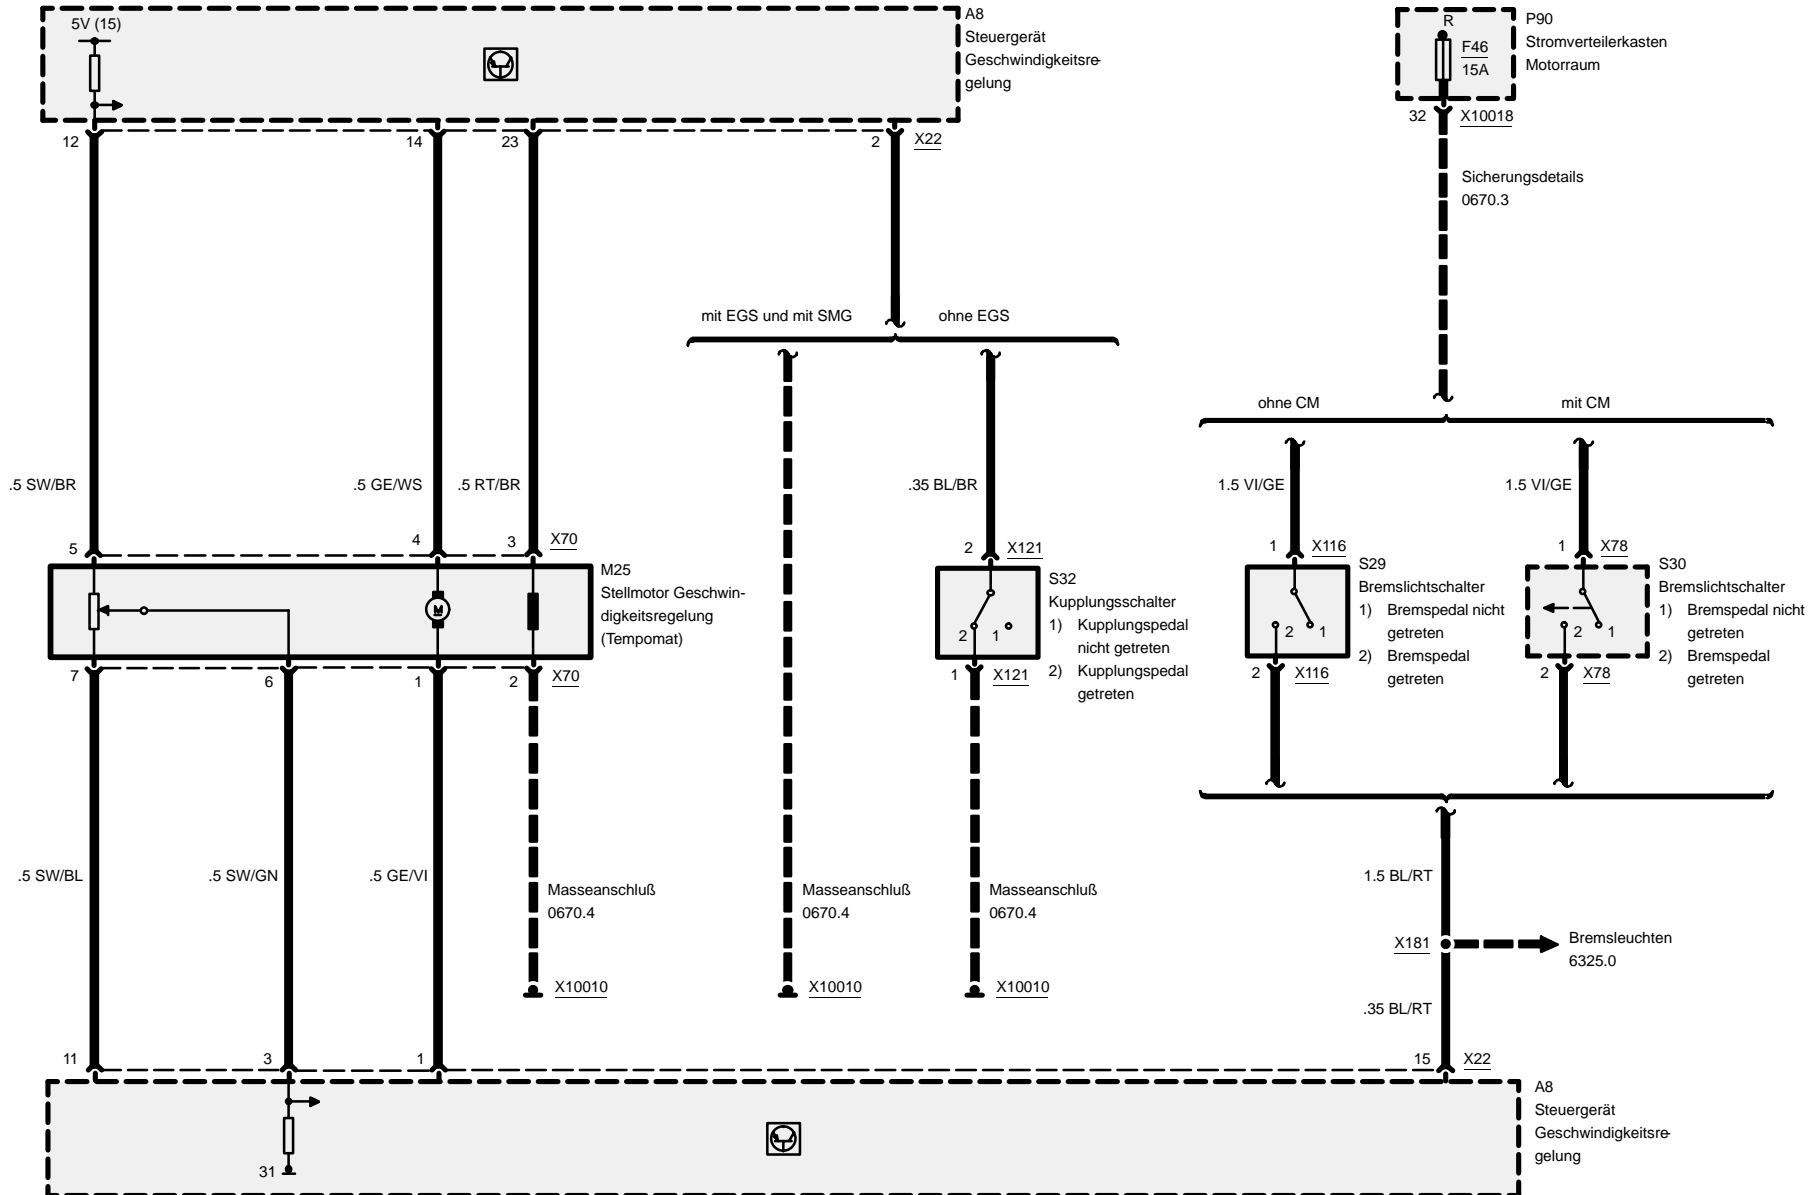 5V (15)
A8
Steuergerät
Geschwindigkeitsre-
gelung
R
F46
15A
P90
Stromverteilerkasten
Motorraum
12
14
23
2
X22
32
X10018
Sicherungsdetails
0670.3
mit EGS und mit SMG
ohne EGS
ohne CM
mit CM
.5 SW/BR
.5 GE/WS
.5 RT/BR
.35 BL/BR
1.5 VI/GE
1.5 VI/GE
5
4
3
X70
2
X121
1
X116
1
X78
M25
Stellmotor Geschwin-
digkeitsregelung
(Tempomat)
M
2
1
S32
Kupplungsschalter
1) Kupplungspedal
nicht getreten
2) Kupplungspedal
getreten
2
1
S29
Bremslichtschalter
1) Bremspedal nicht
getreten
2) Bremspedal
getreten
2
1
S30
Bremslichtschalter
1) Bremspedal nicht
getreten
2) Bremspedal
getreten
7
6
1
2
X70
1
X121
2
X116
2
X78
.5 SW/BL
.5 SW/GN
.5 GE/VI
Masseanschluß
0670.4
Masseanschluß
0670.4
Masseanschluß
0670.4
1.5 BL/RT
X181
Bremsleuchten
6325.0
X10010
X10010
X10010
.35 BL/RT
11
3
1
15
X22
31
A8
Steuergerät
Geschwindigkeitsre-
gelung